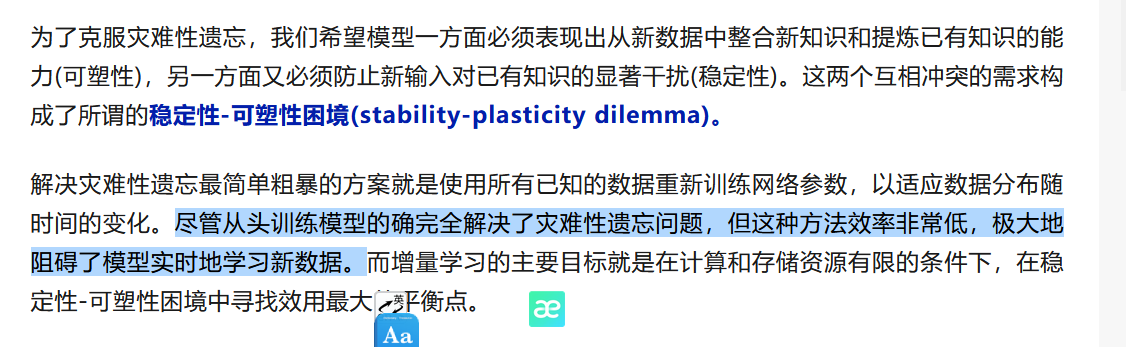 为了克服灾难性遗忘，我们希望模型一方面必须表现出从新数据中整合新知识和提炼已有知识的能
力(可塑性)，另一方面又必须防止新输入对已有知识的显著干扰(稳定性)。这两个互相冲突的需求构
成了所谓的稳定性-可塑性困境(stability-plasticity dilemma)。
解决灾难性遗忘最简单粗暴的方案就是使用所有已知的数据重新训练网络参数，以适应数据分布随
时间的变化。尽管从头训练模型的确完全解决了灾难性遗忘问题，但这种方法效率非常低，极大地
阻碍了模型实时地学习新数据。而增量学习的主要目标就是在计算和存储资源有限的条件下，在稳
定性-可塑性困境中寻找效用最大平衡点。
英
Aa
æ